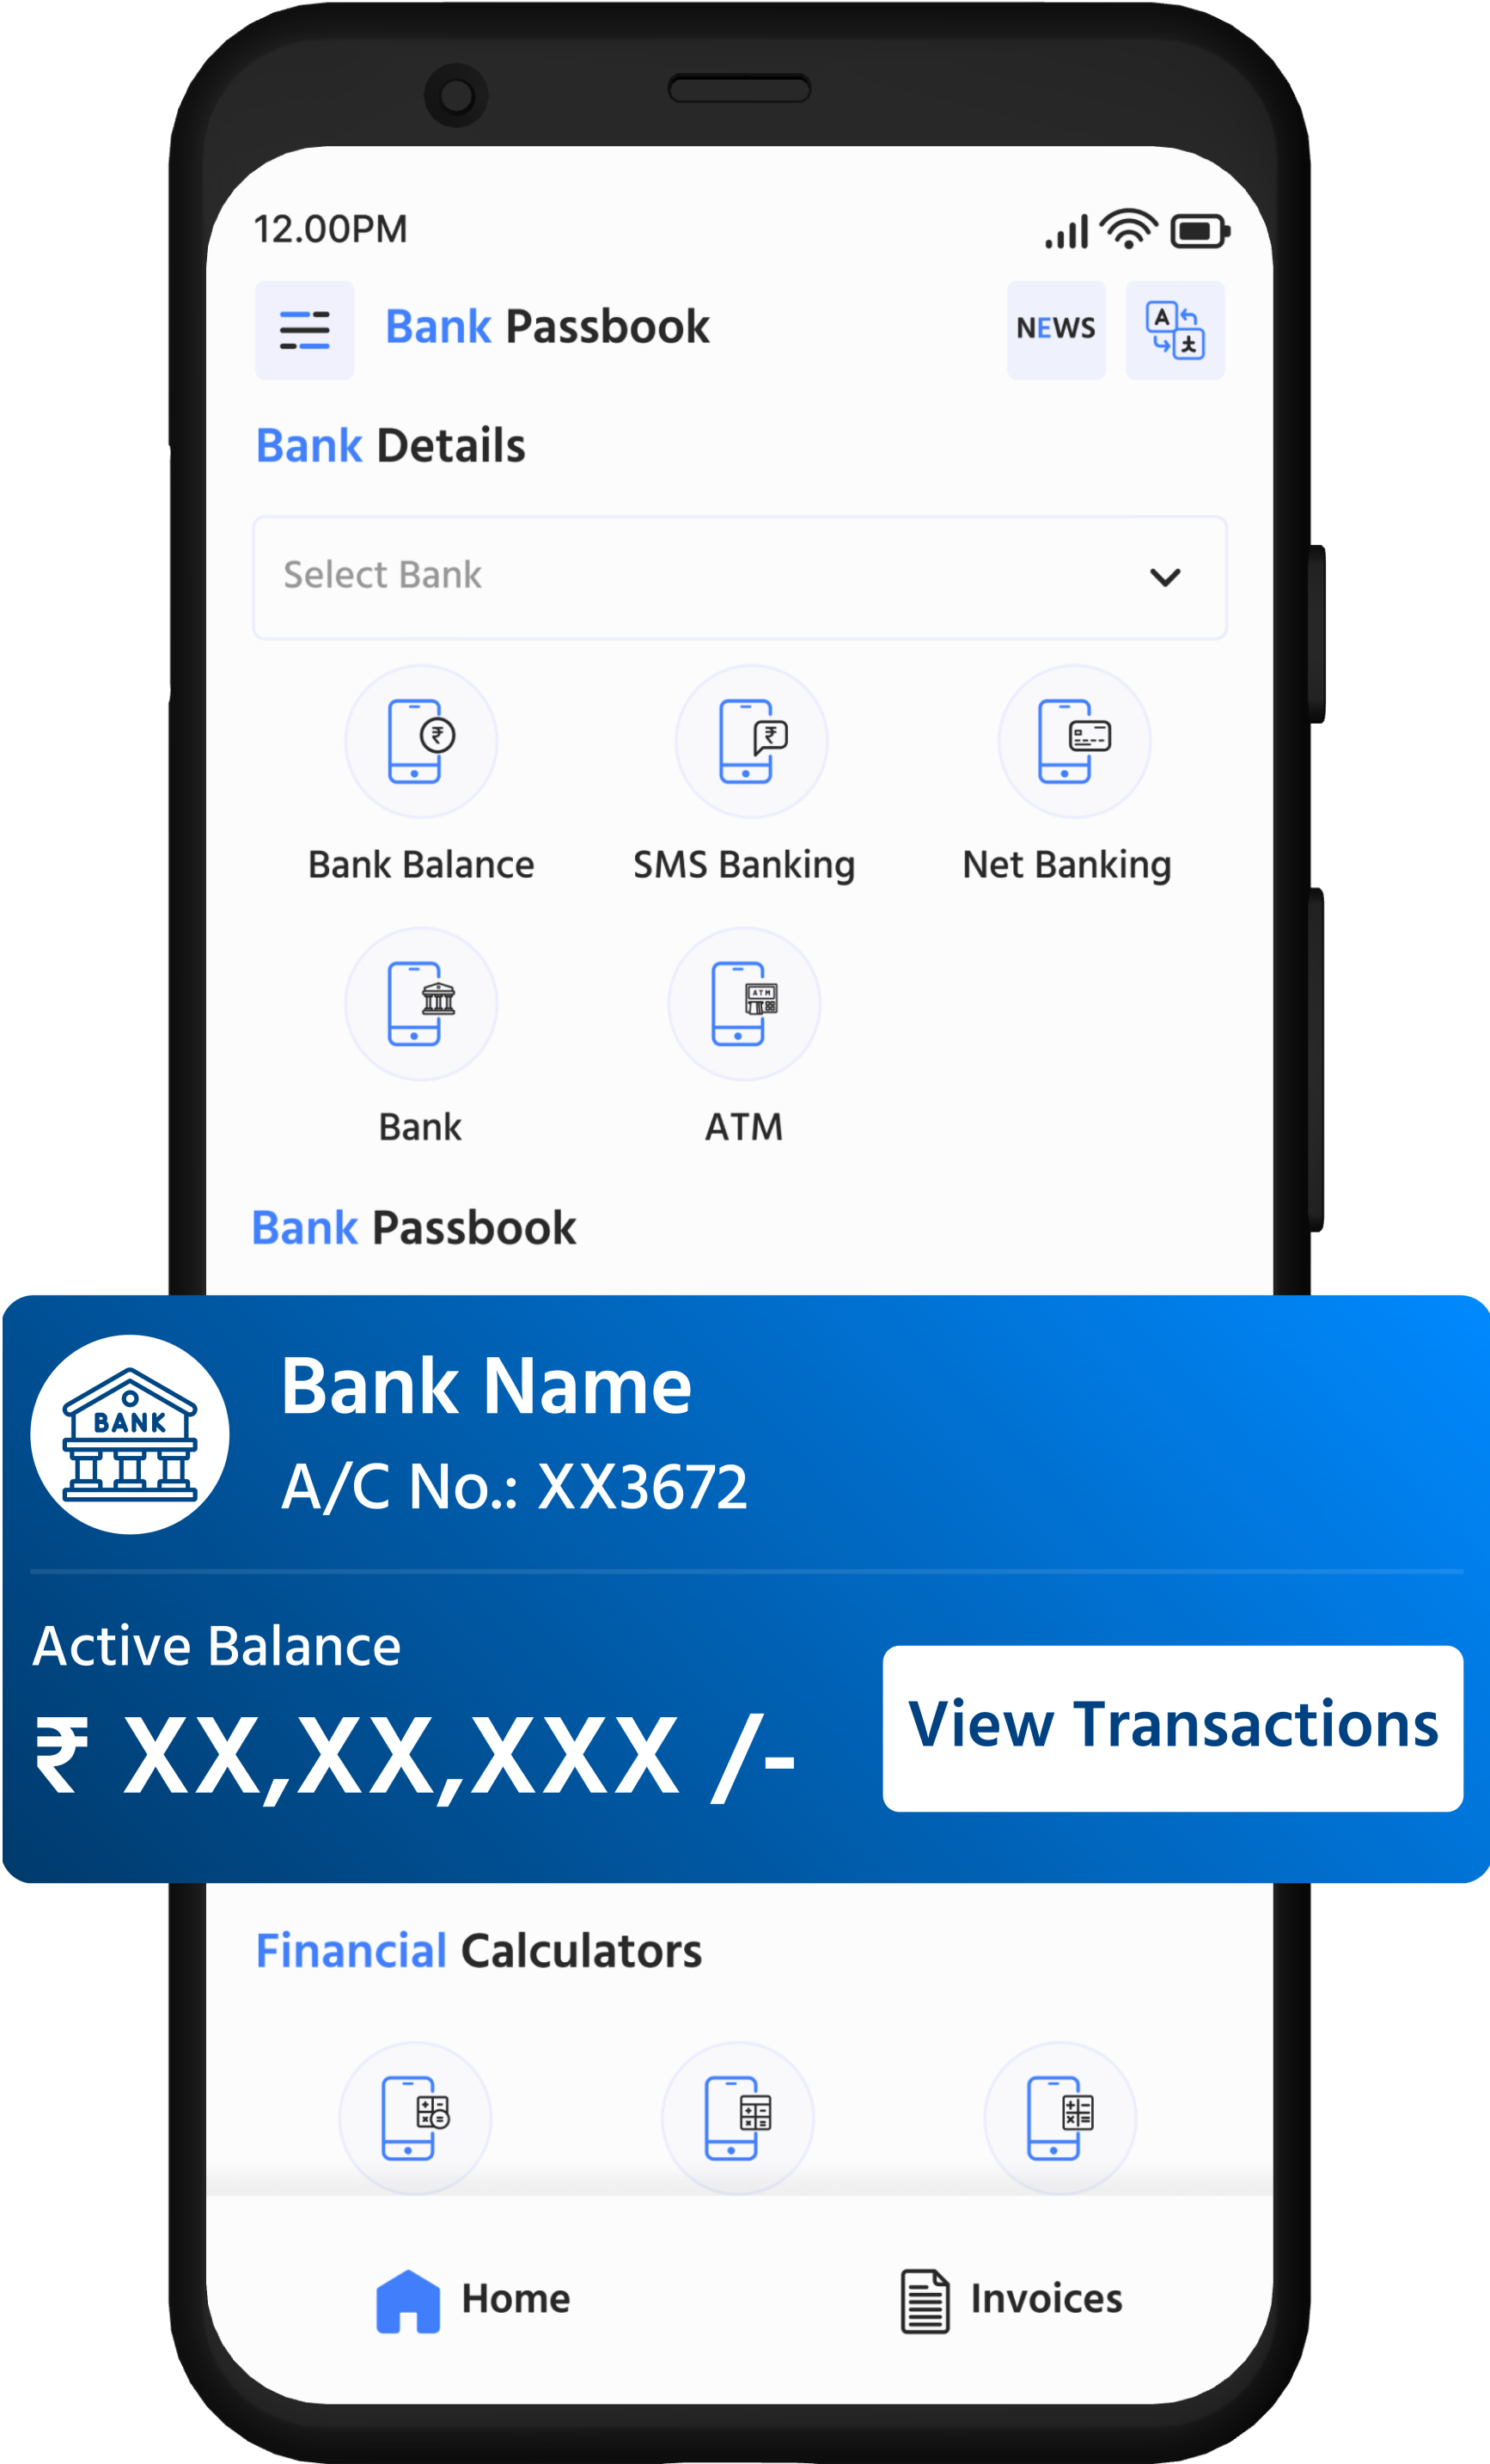 12.00PM
Bank Passbook
NEWS
A
Bank Details
Select Bank
₹
₹
Bank Balance
SMS Banking
Net Banking
ATM
Bank
ATM
Bank Passbook
BANK
Bank Name
A/C No.: XX3672
Active Balance
₹ XX,XX,XXX /-
View Transactions
Financial Calculators
Home
Invoices